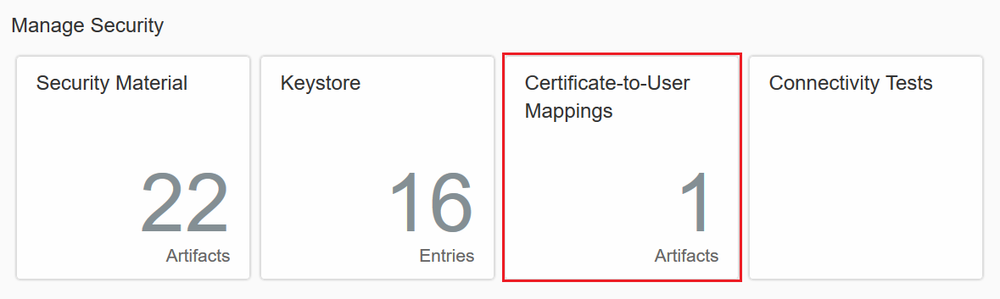 Manage Security
Security Material
22
Artifacts
Keystore
16
Entries
Certificate-to-User
Mappings
1
Artifacts
Connectivity Tests